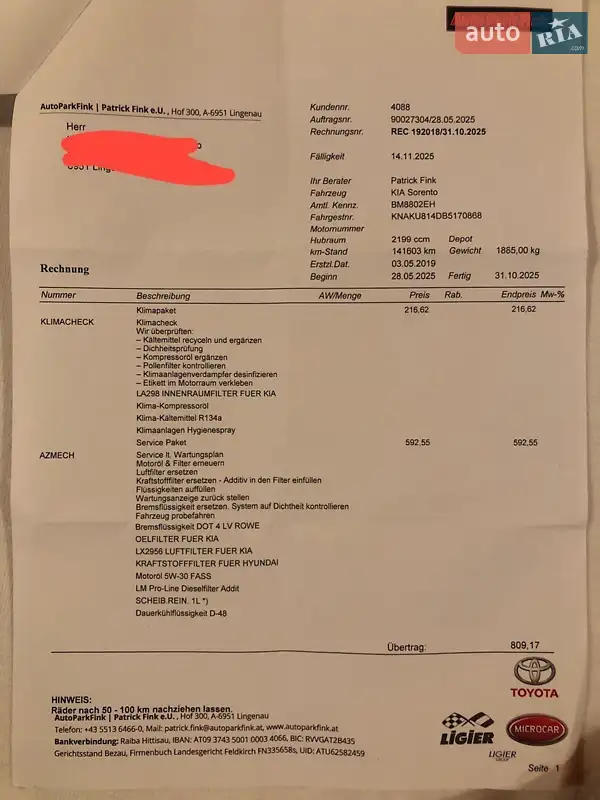 auto RIA .com
AutoParkFink | Patrick Fink e.U., Hof 300, A-6951 Lingenau
Herr
Kundennr. 4088
Auftragsnr. 90027304/28.05.2025
Rechnungsnr. REC 192018/31.10.2025
Fälligkeit 14.11.2025
Ihr Berater Patrick Fink
Fahrzeug KIA Sorento
Amtl. Kennz. BM8802EH
Fahrgestnr. KNAKU814DB5170868
Motornummer
Hubraum 2199 ccm Depot
km-Stand 141603 km Gewicht 1885,00 kg
Erstzl.Dat. 03.05.2019
Beginn 28.05.2025 Fertig 31.10.2025
Rechnung
Nummer Beschreibung AW/Menge Preis Rab. Endpreis Mw-%
Klimapaket 216,62 216,62
KLIMACHECK Klimacheck
Wir überprüften:
– Kältemittel recyceln und ergänzen
– Dichheitsprüfung
– Kompressoröl ergänzen
– Pollenfilter kontrollieren
– Klimaanlagenverdampfer desinfizieren
– Etikett im Motorraum verkleben
LA298 INNENRAUMFILTER FUER KIA
Klima-Kompressoröl
Klima-Kältemittel R134a
Klimaanlagen Hygienespray
Service Paket 592,55 592,55
AZMECH Service lt. Wartungsplan
Motoröl & Filter erneuern
Luftfilter ersetzen
Kraftstofffilter ersetzen - Additiv in den Filter einfüllen
Flüssigkeiten auffüllen
Wartungsanzeige zurück stellen
Bremsflüssigkeit ersetzen. System auf Dichtheit kontrollieren
Fahrzeug probefahren
Bremsflüssigkeit DOT 4 LV ROWE
OELFILTER FUER KIA
LX2956 LUFTFILTER FUER KIA
KRAFTSTOFFFILTER FUER HYUNDAI
Motoröl 5W-30 FASS
LM Pro-Line Dieselfilter Addit
SCHEIB.REIN. 1L *)
Dauerkühlflüssigkeit D-48
Übertrag: 809,17
TOYOTA
HINWEIS:
Räder nach 50 - 100 km nachziehen lassen.
AutoParkFink | Patrick Fink e.U., Hof 300, A-6951 Lingenau
Telefon: +43 5513 6466-0, Mail: patrick.fink@autoparkfink.at, www.autoparkfink.at
Bankverbindung: Raiba Hittisau, IBAN: AT09 3743 5001 0003 4066, BIC: RVVGAT2B435
Gerichtsstand Bezau, Firmenbuch Landesgericht Feldkirch FN335658s, UID: ATU62582459
LIGIER
MICROCAR
LIGIER
GROUP
Seite 1